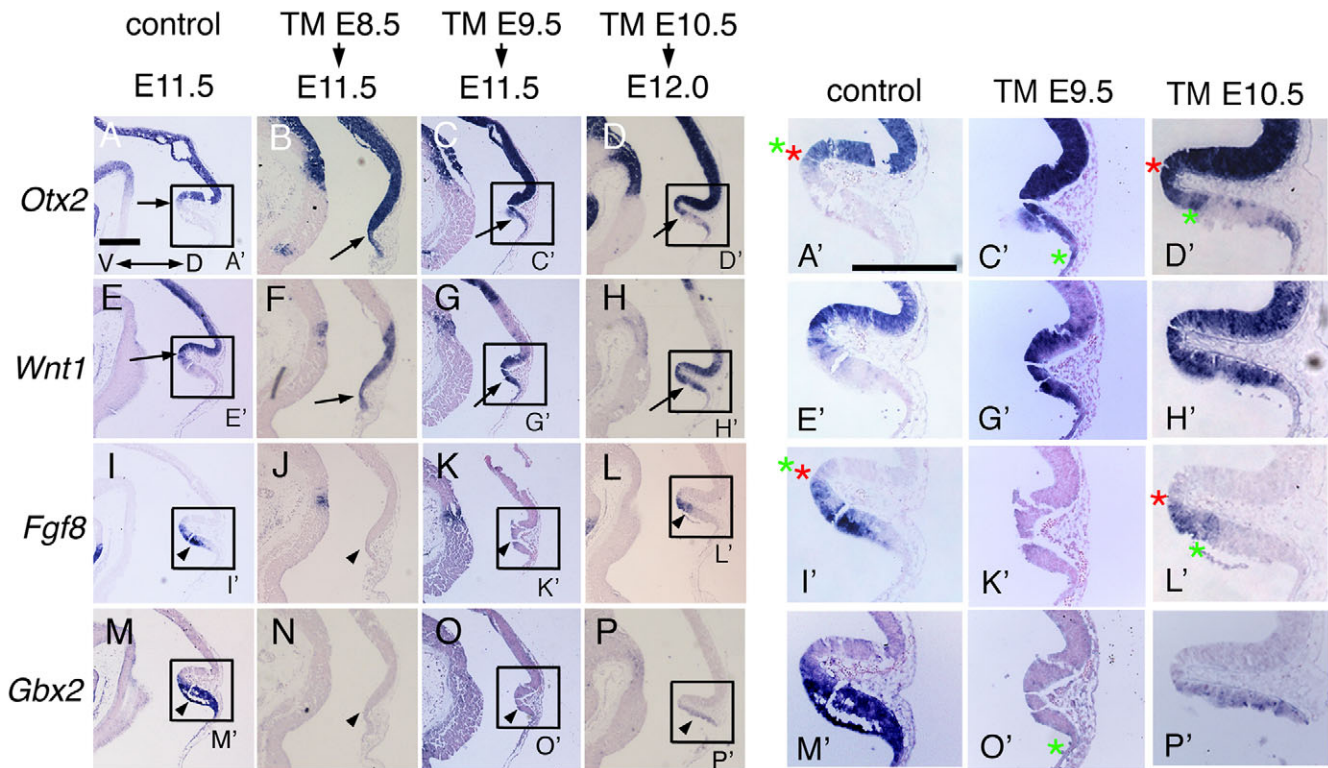 control TM E8.5 TM E9.5 TM E10.5
E11.5 E11.5 E11.5 E12.0
control TM E9.5 TM E10.5
Otx2
A B C D
V D A' C' D'
A' C' D'
Wnt1
E F G H
E' G' H'
E' G' H'
Fgf8
I J K L
I' K' L'
I' K' L'
Gbx2
M N O P
M' O' P'
M' O' P'